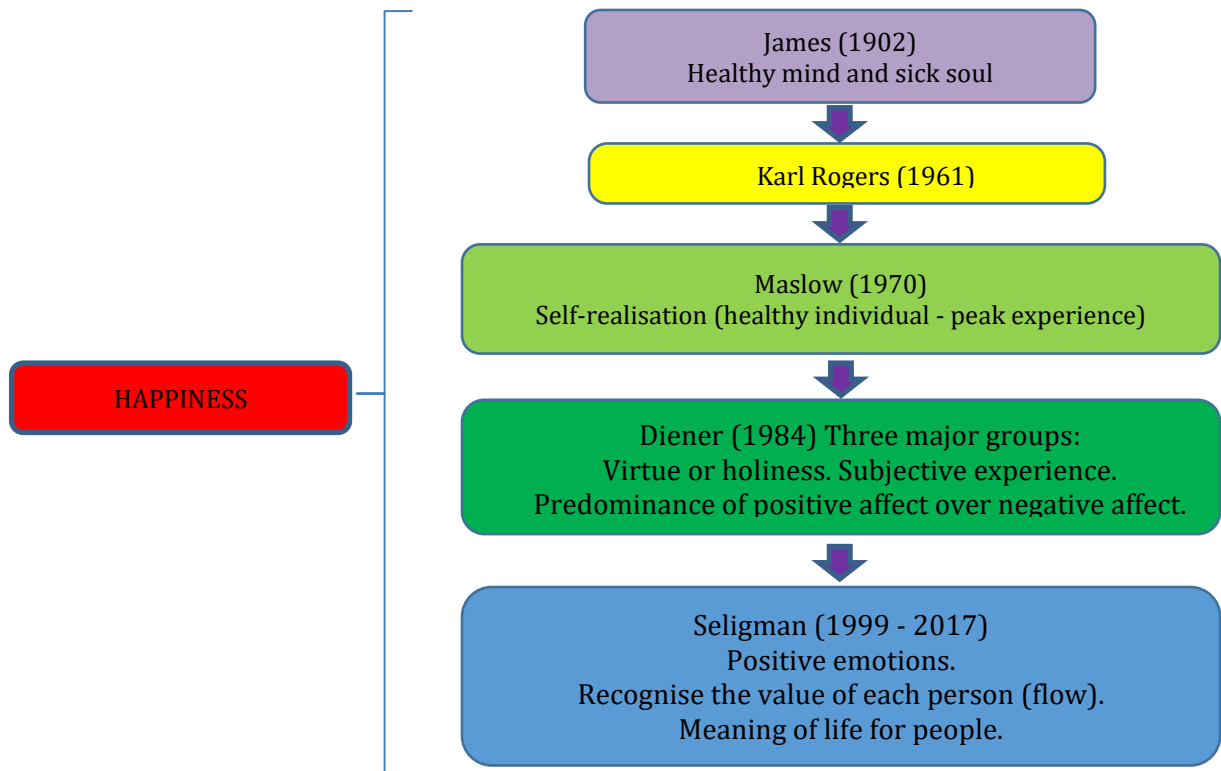 James (1902)
Healthy mind and sick soul
Karl Rogers (1961)
Maslow (1970)
Self-realisation (healthy individual - peak experience)
HAPPINESS
Diener (1984) Three major groups:
Virtue or holiness. Subjective experience.
Predominance of positive affect over negative affect.
Seligman (1999 - 2017)
Positive emotions.
Recognise the value of each person (flow).
Meaning of life for people.